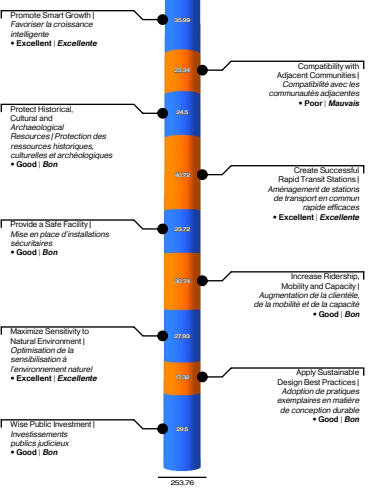 Promote Smart Growth |
Favoriser la croissance
intelligente
• Excellent | Excellente
35.99
23.34
Compatibility with
Adjacent Communities |
Compatibilité avec les
communautés adjacentes
• Poor | Mauvais
Protect Historical,
Cultural and
Archaeological
Resources | Protection des
ressources historiques,
culturelles et archéologiques
• Good | Bon
24.5
40.72
Create Successful
Rapid Transit Stations |
Aménagement de stations
de transport en commun
rapide efficaces
• Excellent | Excellente
Provide a Safe Facility |
Mise en place d'installations
sécuritaires
• Good | Bon
23.72
30.74
Increase Ridership,
Mobility and Capacity |
Augmentation de la clientéle,
de la mobilité et de la capacité
• Good | Bon
Maximize Sensitivity to
Natural Environment |
Optimisation de la
sensibilisation à
l'environnement naturel
• Excellent | Excellente
27.93
17.32
Apply Sustainable
Design Best Practices |
Adoption de pratiques
exemplaires en matière
de conception durable
• Good | Bon
Wise Public Investment |
Investissements
publics judicieux
• Good | Bon
29.5
253.76